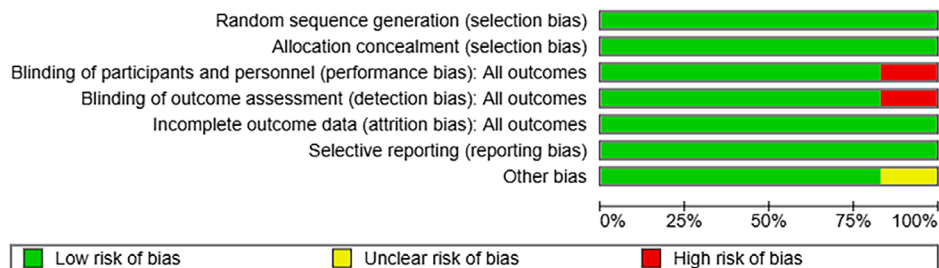 Random sequence generation (selection bias)
Allocation concealment (selection bias)
Blinding of participants and personnel (performance bias): All outcomes
Blinding of outcome assessment (detection bias): All outcomes
Incomplete outcome data (attrition bias): All outcomes
Selective reporting (reporting bias)
Other bias
0% 25% 50% 75% 100%
Low risk of bias Unclear risk of bias High risk of bias